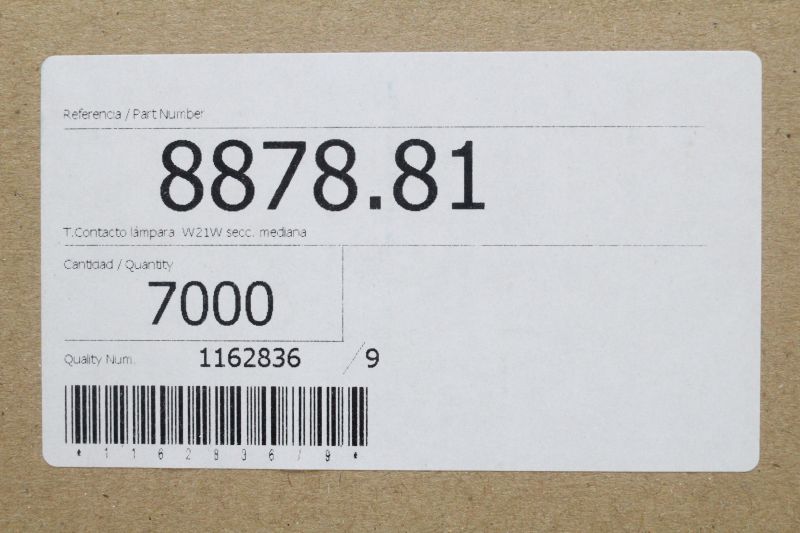 Referencia / Part Number
8878.81
T.Contacto lámpara W21W secc. mediana
Cantidad / Quantity
7000
Quality Num. 1162836 / 9
*1162836/9*